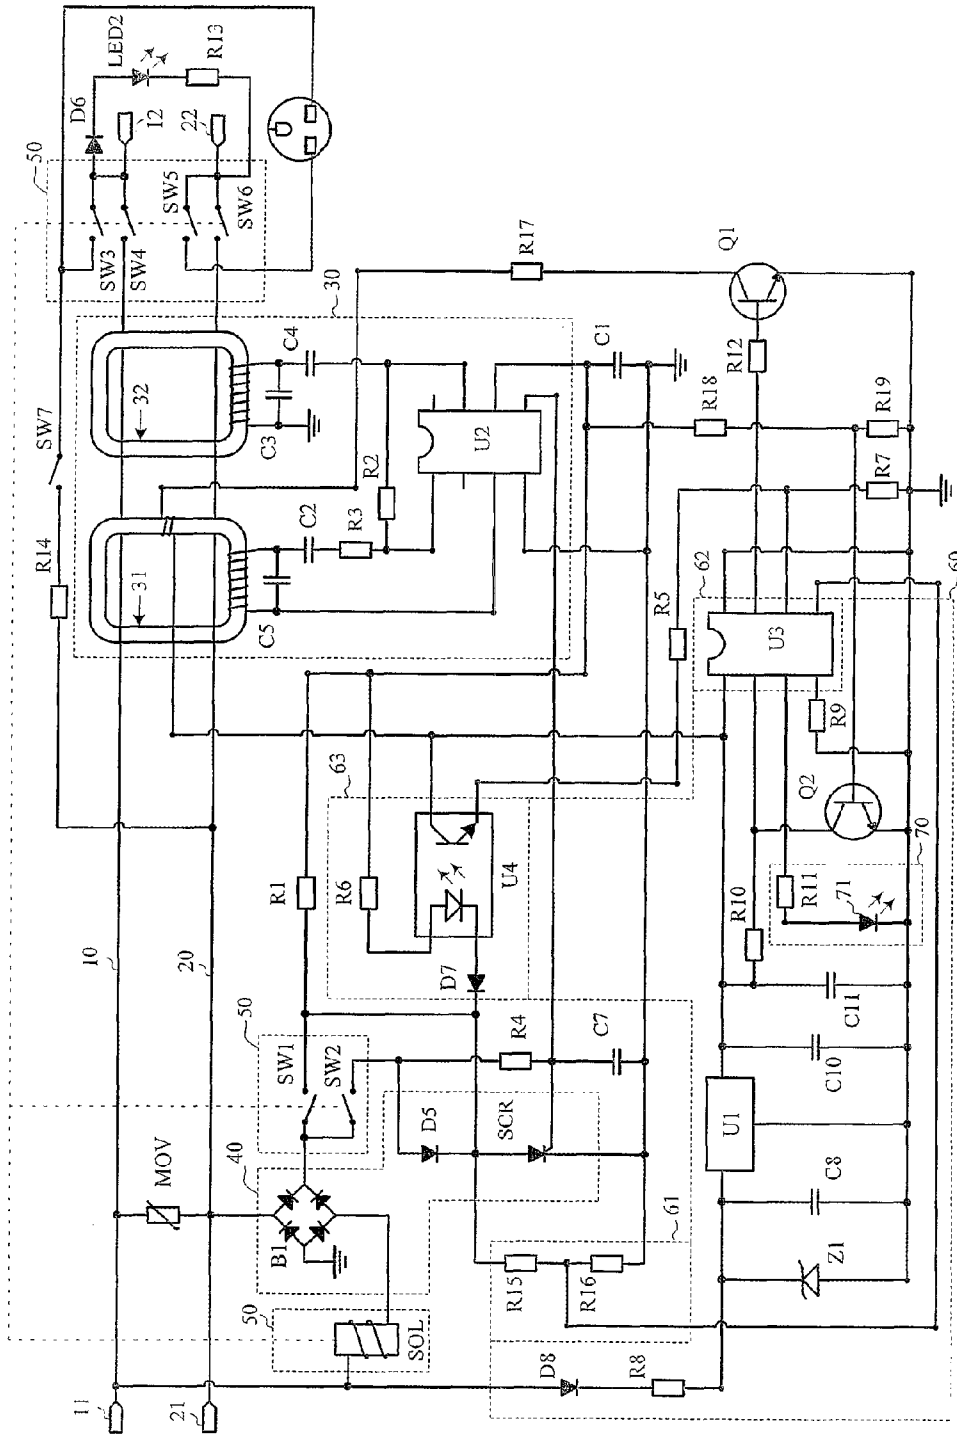 11
21
MOV
10
20
R14
SW7
31
32
SW3
SW4
SW5
SW6
50
D6
LED2
R13
12
22
50
SOL
40
B1
50
SW1
SW2
R1
R6
63
C5
C2
R3
R2
C3
C4
30
U2
C1
D8
R8
R15
R16
61
D5
SCR
R4
C7
D7
U4
R5
62
U3
R9
R18
R12
R17
Q1
R7
R19
60
Z1
C8
U1
C10
C11
R10
R11
71
70
Q2